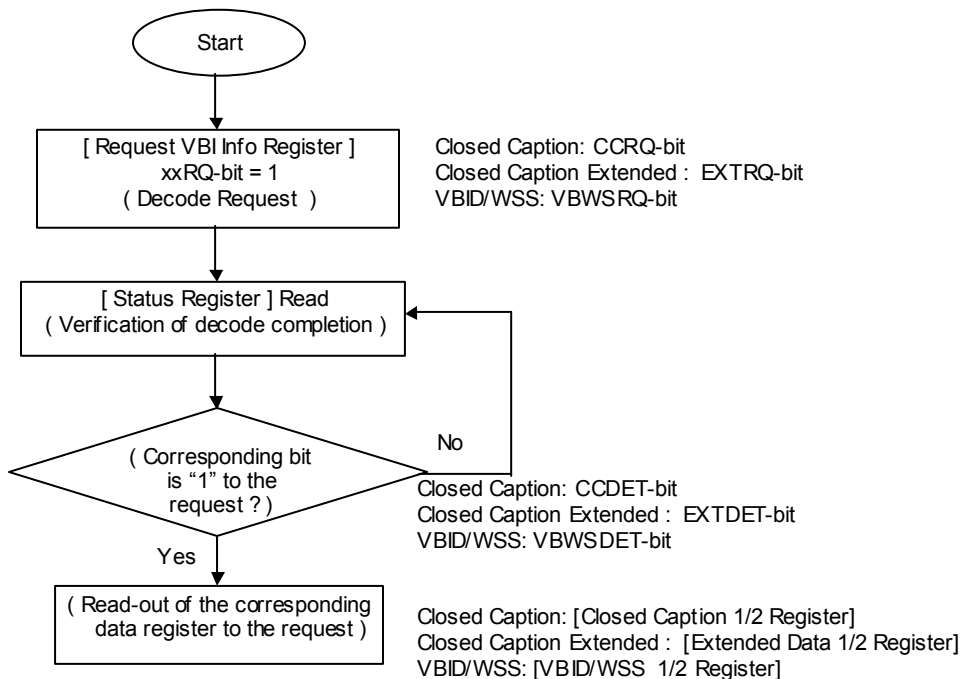 Start
[ Request VBI Info Register ]
xxRQ-bit = 1
( Decode Request )
Closed Caption: CCRQ-bit
Closed Caption Extended : EXTRQ-bit
VBID/WSS: VBWSRQ-bit
[ Status Register ] Read
( Verification of decode completion )
No
( Corresponding bit
is “1” to the
request ? )
Closed Caption: CCDET-bit
Closed Caption Extended : EXTDET-bit
VBID/WSS: VBWSDET-bit
Yes
( Read-out of the corresponding
data register to the request )
Closed Caption: [Closed Caption 1/2 Register]
Closed Caption Extended : [Extended Data 1/2 Register]
VBID/WSS: [VBID/WSS 1/2 Register]